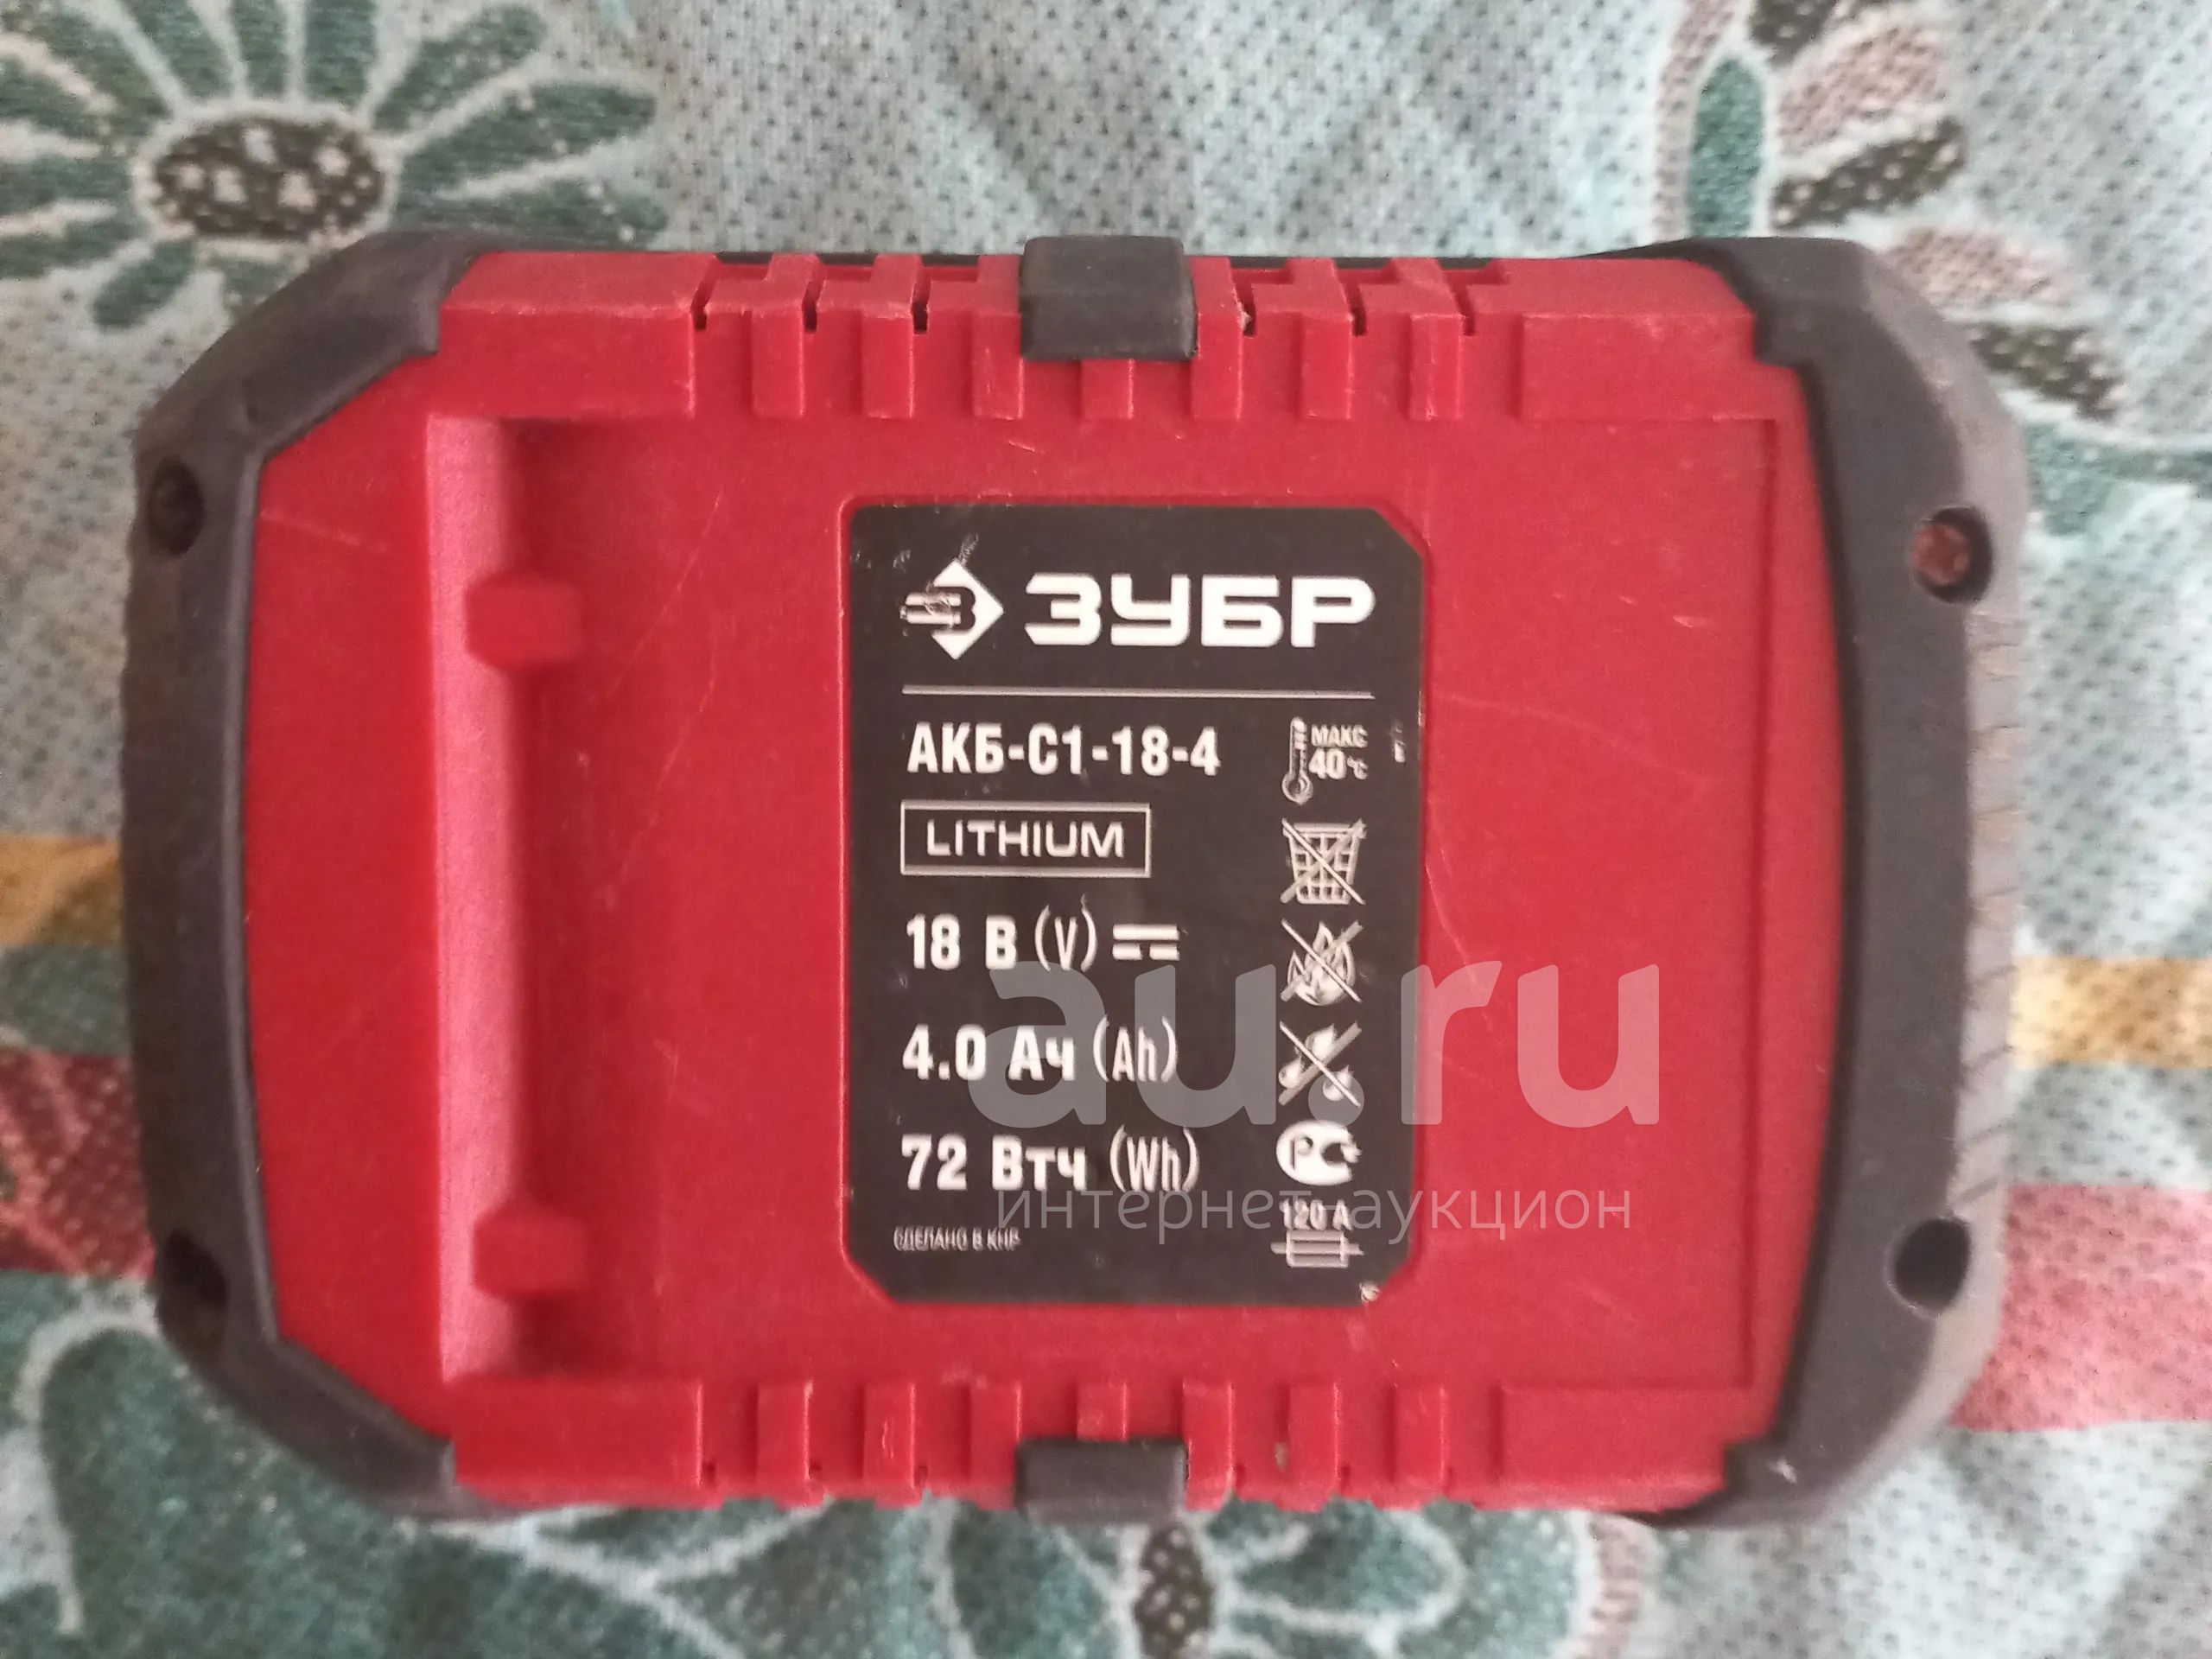 ЗУБР
АКБ-С1-18-4
МАКС
40°C
LITHIUM
18 В (V)
4.0 Ач (Ah)
72 Втч (Wh)
120 А
СДЕЛАНО В КНР
au.ru
интернет-аукцион